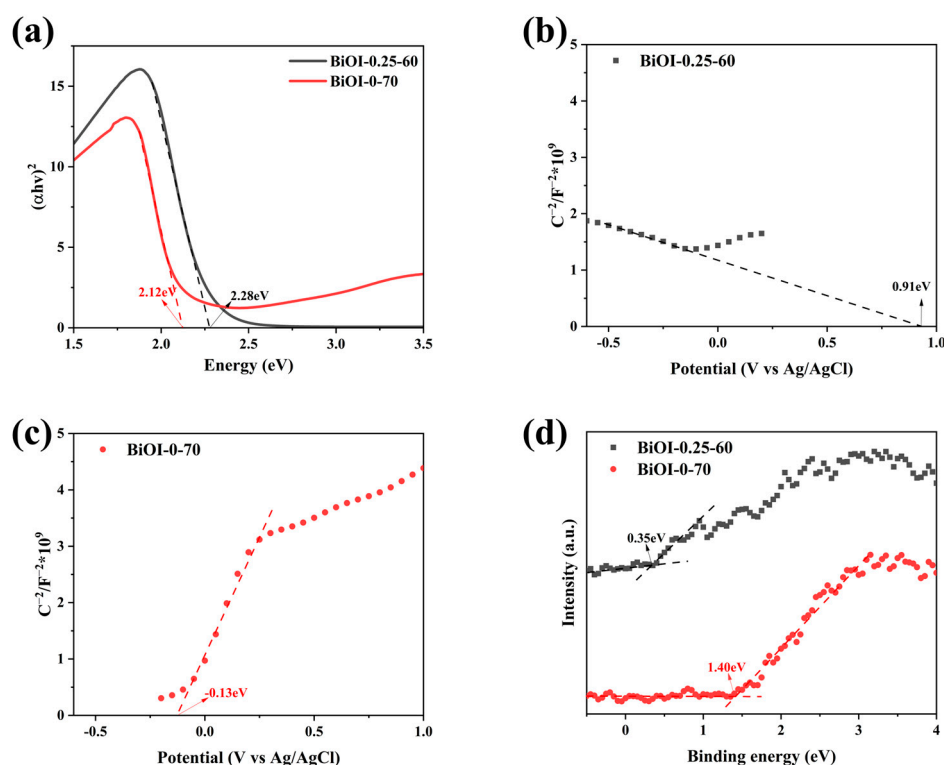 (a)
BiOI-0.25-60
BiOI-0-70
(αhν)²
15
10
5
0
2.12eV
2.28eV
1.5 2.0 2.5 3.0 3.5
Energy (eV)
(b)
BiOI-0.25-60
C⁻²/F⁻²*10⁹
5
4
3
2
1
0
0.91eV
-0.5 0.0 0.5 1.0
Potential (V vs Ag/AgCl)
(c)
BiOI-0-70
C⁻²/F⁻²*10⁹
5
4
3
2
1
0
-0.13eV
-0.5 0.0 0.5 1.0
Potential (V vs Ag/AgCl)
(d)
BiOI-0.25-60
BiOI-0-70
Intensity (a.u.)
0.35eV
1.40eV
0 1 2 3 4
Binding energy (eV)